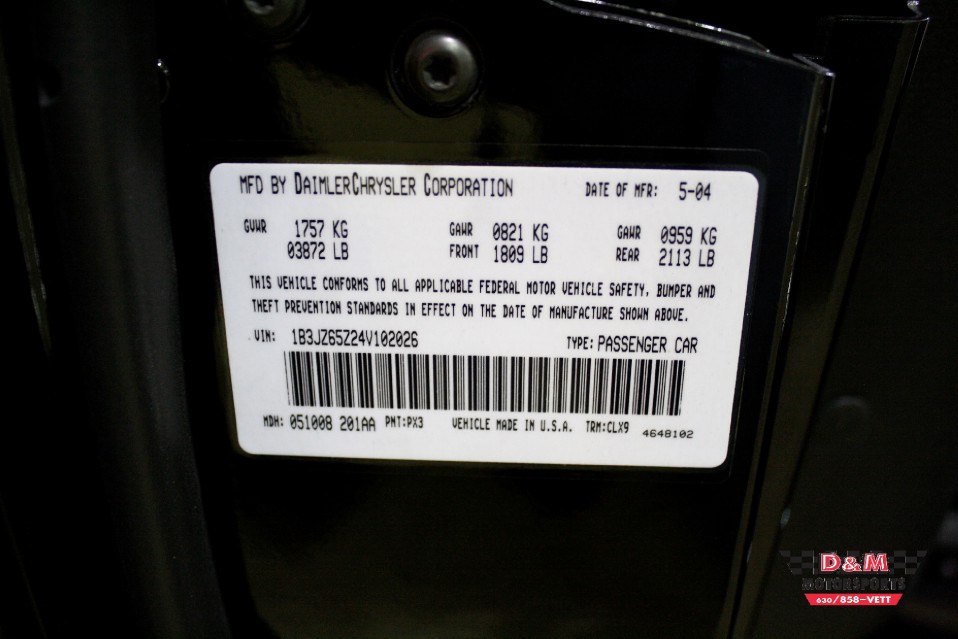 MFD BY DAIMLERCHRYSLER CORPORATION DATE OF MFR: 5-04
GVWR 1757 KG GAWR 0821 KG GAWR 0959 KG
03872 LB FRONT 1809 LB REAR 2113 LB
THIS VEHICLE CONFORMS TO ALL APPLICABLE FEDERAL MOTOR VEHICLE SAFETY, BUMPER AND
THEFT PREVENTION STANDARDS IN EFFECT ON THE DATE OF MANUFACTURE SHOWN ABOVE.
VIN: 1B3JZ65Z24V102026 TYPE: PASSENGER CAR
MDH: 051008 201AA PNT:PX3 VEHICLE MADE IN U.S.A. TRM:CLX9 4648102
D&M
MOTORSPORTS
630/858-VETT